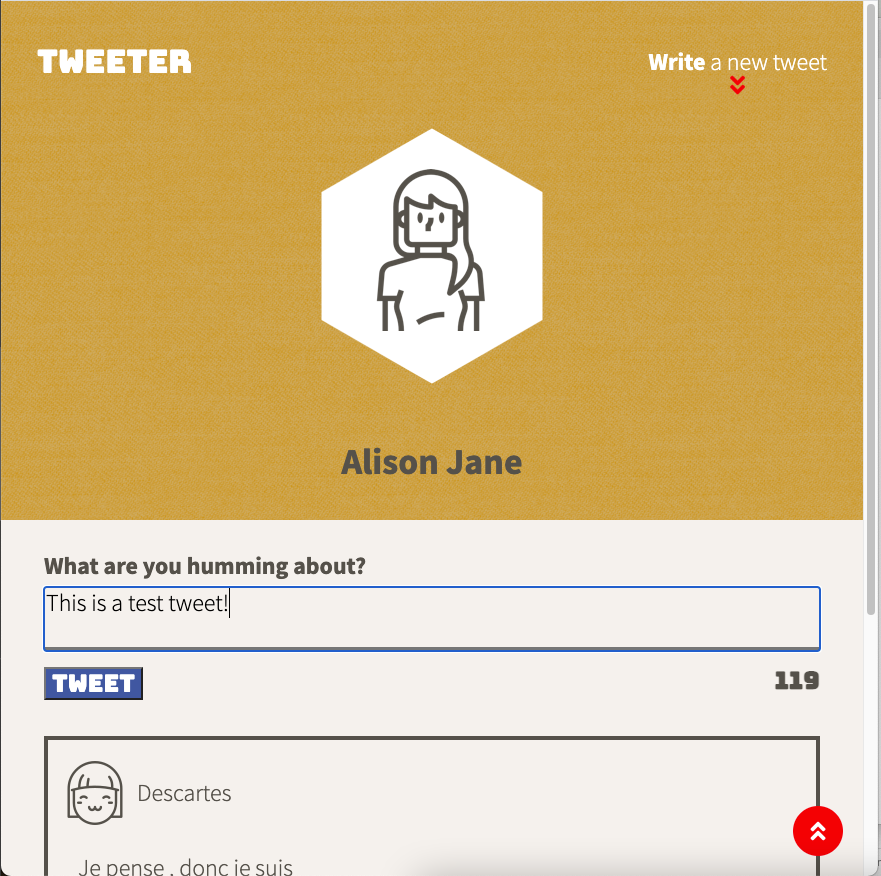 TWEETER
Write a new tweet
Alison Jane
What are you humming about?
This is a test tweet!
TWEET
119
Descartes
Je pense , donc je suis